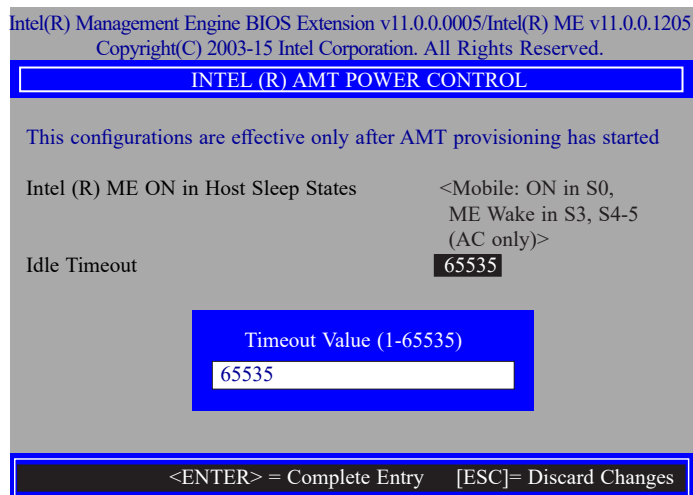 Intel(R) Management Engine BIOS Extension v11.0.0.0005/Intel(R) ME v11.0.0.1205
Copyright(C) 2003-15 Intel Corporation. All Rights Reserved.
INTEL (R) AMT POWER CONTROL
This configurations are effective only after AMT provisioning has started
Intel (R) ME ON in Host Sleep States <Mobile: ON in S0,
ME Wake in S3, S4-5
(AC only)>
Idle Timeout 65535
Timeout Value (1-65535)
65535
<ENTER> = Complete Entry [ESC]= Discard Changes